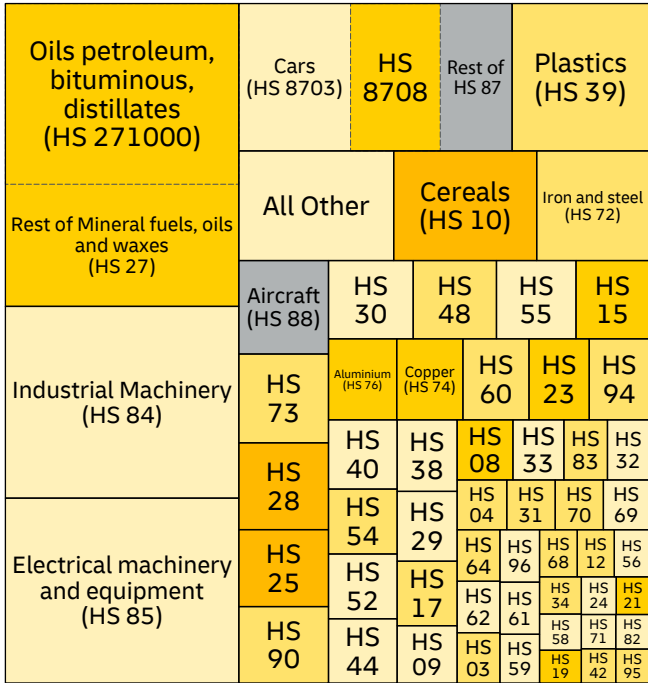 Oils petroleum,
bituminous,
distillates
(HS 271000)
Cars
(HS 8703)
HS
8708
Rest of
HS 87
Plastics
(HS 39)
Rest of Mineral fuels, oils
and waxes
(HS 27)
All Other
Cereals
(HS 10)
Iron and steel
(HS 72)
Aircraft
(HS 88)
HS
30
HS
48
HS
55
HS
15
Industrial Machinery
(HS 84)
HS
73
Aluminium
(HS 76)
Copper
(HS 74)
HS
60
HS
23
HS
94
HS
28
HS
40
HS
38
HS
08
HS
33
HS
83
HS
32
HS
04
HS
31
HS
70
HS
69
Electrical machinery
and equipment
(HS 85)
HS
25
HS
54
HS
29
HS
64
HS
96
HS
68
HS
12
HS
56
HS
52
HS
17
HS
62
HS
61
HS
34
HS
24
HS
21
HS
90
HS
44
HS
09
HS
03
HS
59
HS
58
HS
71
HS
82
HS
19
HS
42
HS
95